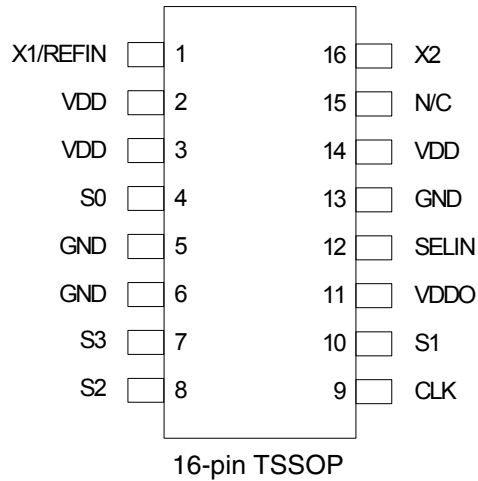 X1/REFIN 1 16 X2
VDD 2 15 N/C
VDD 3 14 VDD
S0 4 13 GND
GND 5 12 SELIN
GND 6 11 VDDO
S3 7 10 S1
S2 8 9 CLK
16-pin TSSOP